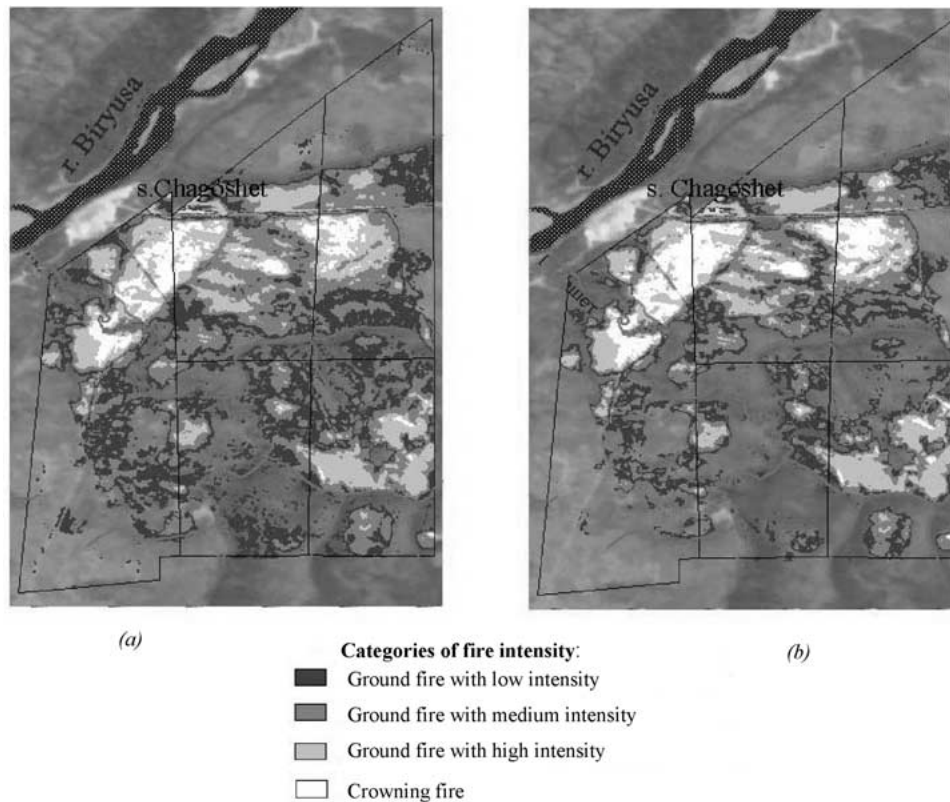 r. Biryusa
s. Chagoshet
r. Biryusa
s. Chagoshet
(a)
(b)
Categories of fire intensity:
Ground fire with low intensity
Ground fire with medium intensity
Ground fire with high intensity
Crowning fire